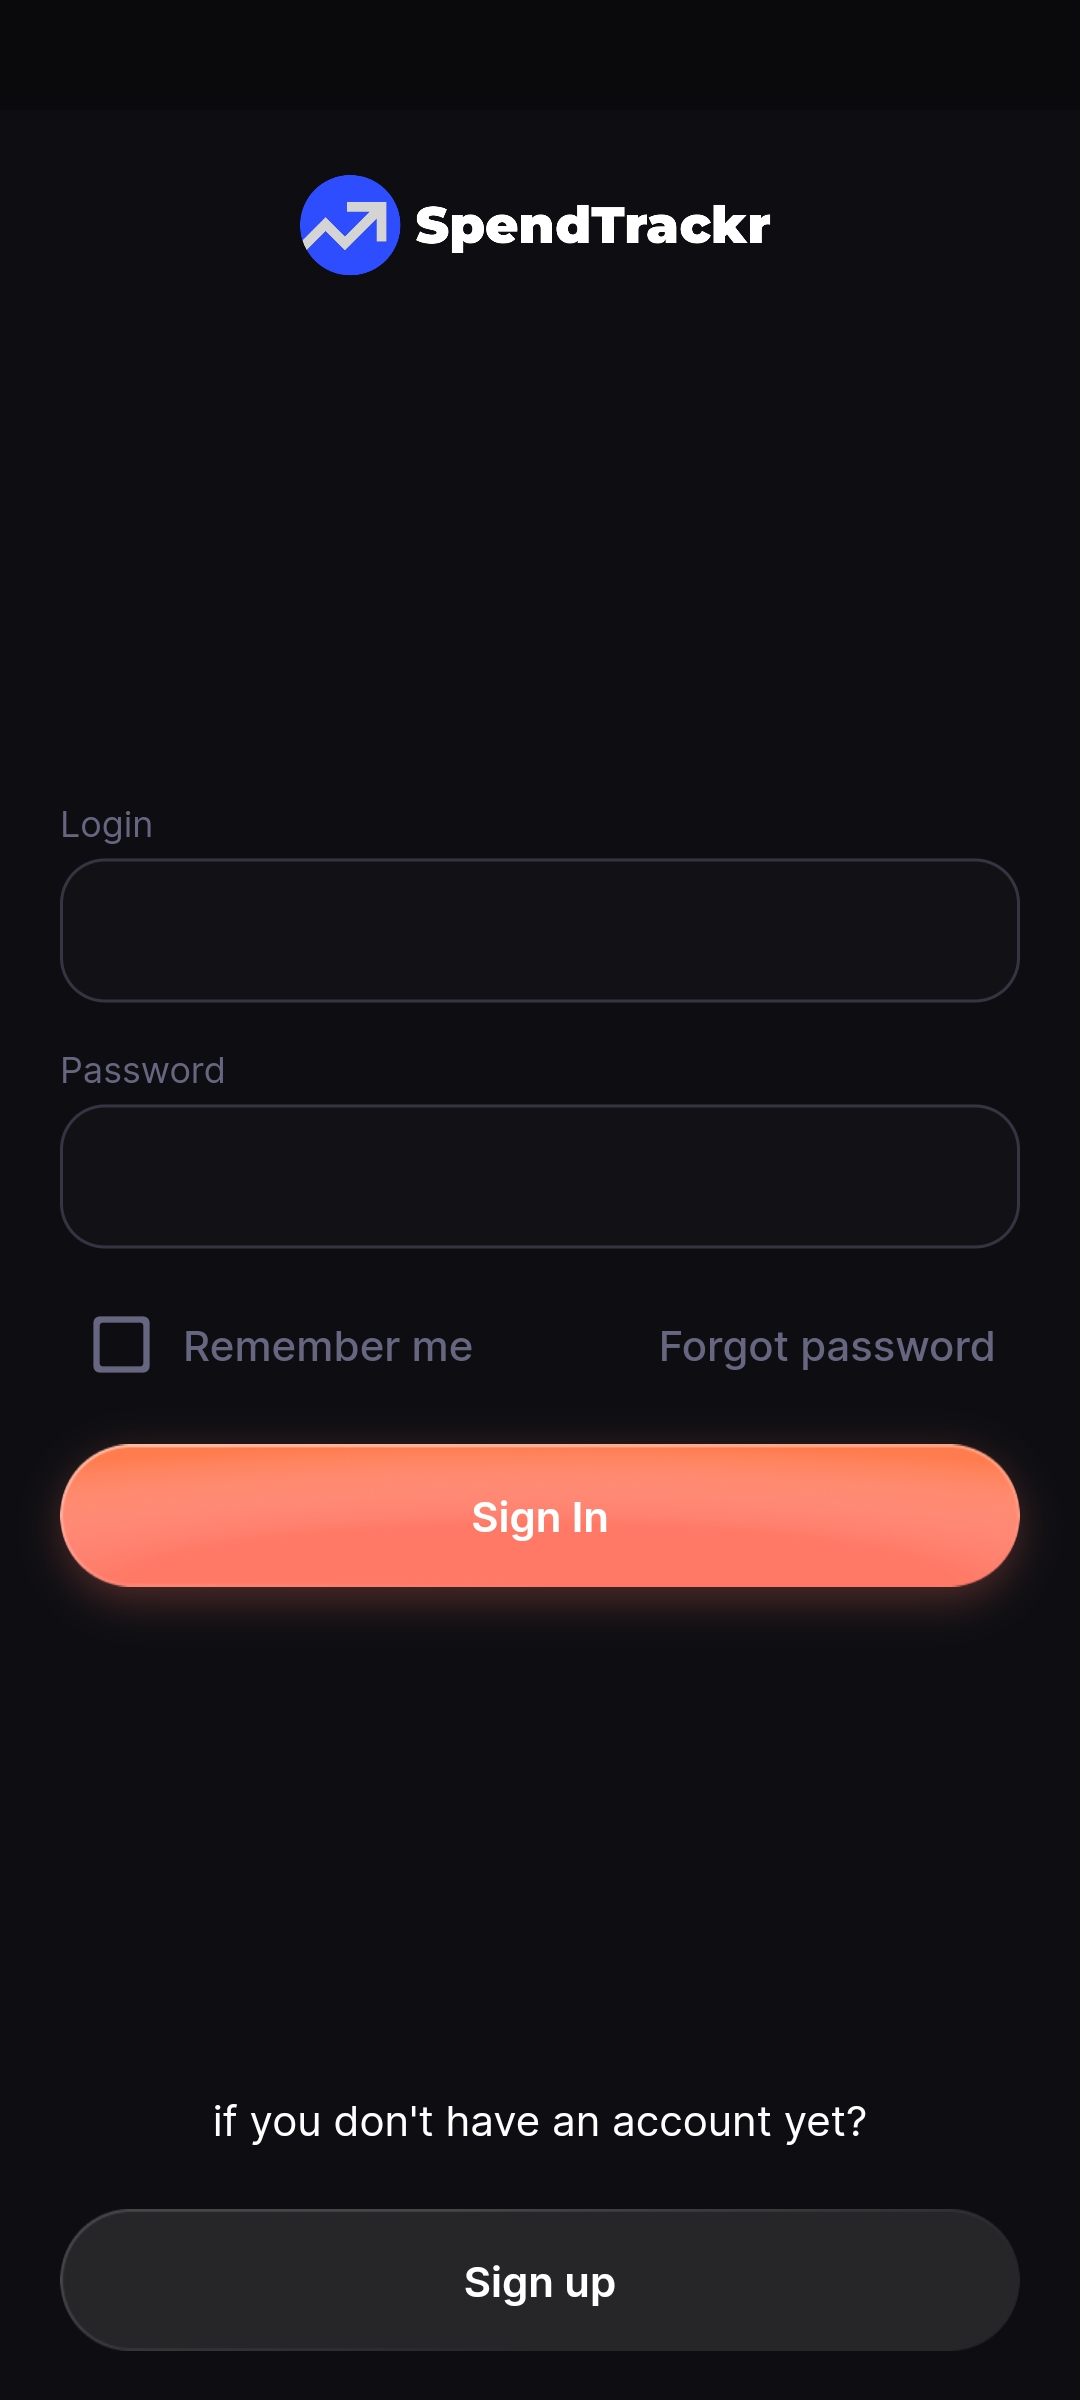 SpendTrackr
Login
Password
Remember me
Forgot password
Sign In
if you don't have an account yet?
Sign up